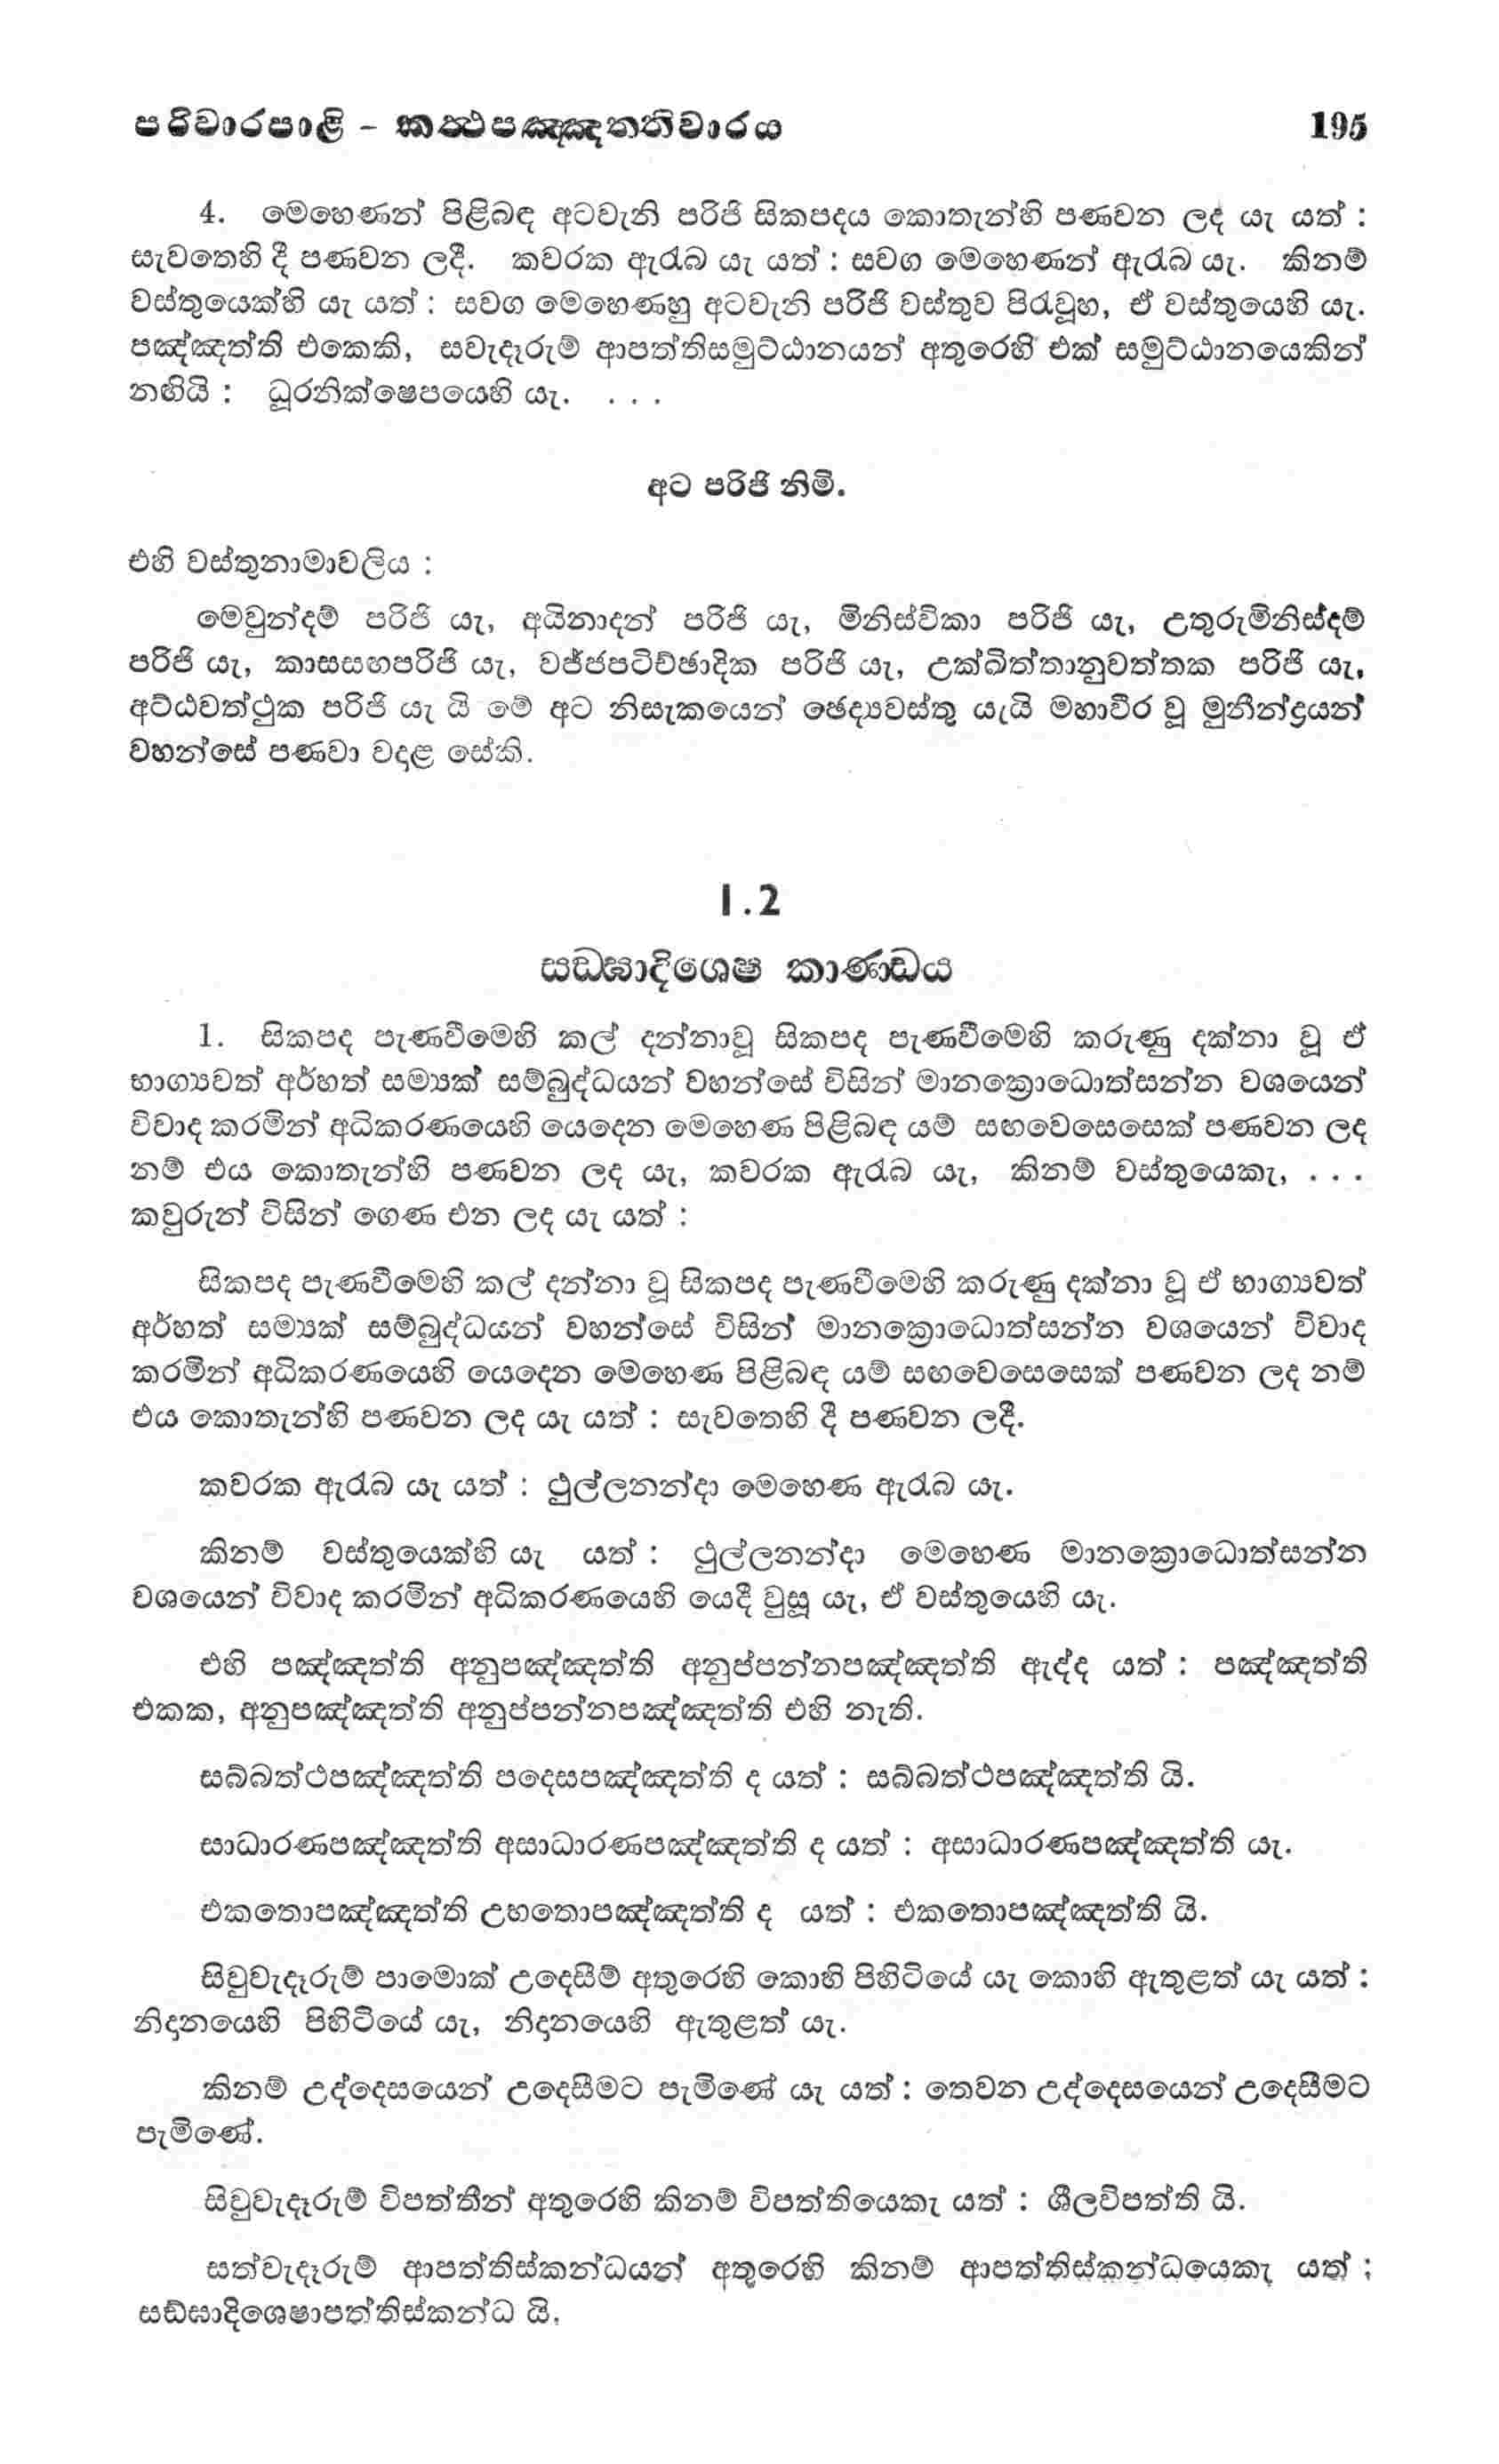 පරිවාරපාළි - කත්‍ථපඤ්ඤත්තිවාරය 195
4. මෙහෙණන් පිළිබඳ අටවැනි පරිජි සිකපදය කොතැන්හි පණවන ලද යැ යත් :
සැවතෙහි දී පණවන ලදී. කවරක ඇරැබ යැ යත් : සවග මෙහෙණන් ඇරැබ යැ. කිනම්
වස්තුයෙක්හි යැ යත් : සවග මෙහෙණහු අටවැනි පරිජි වස්තුව පිරැවූහ, ඒ වස්තුයෙහි යැ.
පඤ්ඤත්ති එකෙකි, සවැදෑරුම් ආපත්තිසමුට්ඨානයන් අතුරෙහි එක් සමුට්ඨානයෙකින්
නඟියි : ධූරනික්ෂෙපයෙහි යැ. . . .
අට පරිජි නිමි.
එහි වස්තුනාමාවලිය :
මෙවුන්දම් පරිජි යැ, අයිනාදන් පරිජි යැ, මිනිස්විකා පරිජි යැ, උතුරුමිනිස්දම්
පරිජි යැ, කාසසඟපරිජි යැ, වජ්ජපටිච්ඡාදික පරිජි යැ, උක්ඛිත්තානුවත්තක පරිජි යැ,
අට්ඨවත්ථුක පරිජි යැ යි මේ අට නිසැකයෙන් ඡේද්‍යවස්තු යැයි මහාවීර වූ මුනීන්ද්‍රයන්
වහන්සේ පණවා වදාළ සේකි.
1.2
සඞ්ඝාදිශෙෂ කාණ්ඩය
1. සිකපද පැණවීමෙහි කල් දන්නාවූ සිකපද පැණවීමෙහි කරුණු දක්නා වූ ඒ
භාග්‍යවත් අර්හත් සම්‍යක් සම්බුද්ධයන් වහන්සේ විසින් මානක්‍රොධොත්සන්න වශයෙන්
විවාද කරමින් අධිකරණයෙහි යෙදෙන මෙහෙණ පිළිබඳ යම් සඟවෙසෙසෙක් පණවන ලද
නම් එය කොතැන්හි පණවන ලද යැ, කවරක ඇරැබ යැ, කිනම් වස්තුයෙකැ, . . .
කවුරුන් විසින් ගෙණ එන ලද යැ යත් :
සිකපද පැණවීමෙහි කල් දන්නා වූ සිකපද පැණවීමෙහි කරුණු දක්නා වූ ඒ භාග්‍යවත්
අර්හත් සම්‍යක් සම්බුද්ධයන් වහන්සේ විසින් මානක්‍රොධොත්සන්න වශයෙන් විවාද
කරමින් අධිකරණයෙහි යෙදෙන මෙහෙණ පිළිබඳ යම් සඟවෙසෙසෙක් පණවන ලද නම්
එය කොතැන්හි පණවන ලද යැ යත් : සැවතෙහි දී පණවන ලදී.
කවරක ඇරැබ යැ යත් : ථුල්ලනන්දා මෙහෙණ ඇරැබ යැ.
කිනම් වස්තුයෙක්හි යැ යත් : ථුල්ලනන්දා මෙහෙණ මානක්‍රොධොත්සන්න
වශයෙන් විවාද කරමින් අධිකරණයෙහි යෙදී වුසූ යැ, ඒ වස්තුයෙහි යැ.
එහි පඤ්ඤත්ති අනුපඤ්ඤත්ති අනුප්පන්නපඤ්ඤත්ති ඇද්ද යත් : පඤ්ඤත්ති
එකක, අනුපඤ්ඤත්ති අනුප්පන්නපඤ්ඤත්ති එහි නැති.
සබ්බත්ථපඤ්ඤත්ති පදෙසපඤ්ඤත්ති ද යත් : සබ්බත්ථපඤ්ඤත්ති යි.
සාධාරණපඤ්ඤත්ති අසාධාරණපඤ්ඤත්ති ද යත් : අසාධාරණපඤ්ඤත්ති යැ.
එකතොපඤ්ඤත්ති උභතොපඤ්ඤත්ති ද යත් : එකතොපඤ්ඤත්ති යි.
සිවුවැදෑරුම් පාමොක් උදෙසීම් අතුරෙහි කොහි පිහිටියේ යැ කොහි ඇතුළත් යැ යත් :
නිදානයෙහි පිහිටියේ යැ, නිදානයෙහි ඇතුළත් යැ.
කිනම් උද්දෙසයෙන් උදෙසීමට පැමිණේ යැ යත් : තෙවන උද්දෙසයෙන් උදෙසීමට
පැමිණේ.
සිවුවැදෑරුම් විපත්තීන් අතුරෙහි කිනම් විපත්තියෙකැ යත් : ශීලවිපත්ති යි.
සත්වැදෑරුම් ආපත්තිස්කන්ධයන් අතුරෙහි කිනම් ආපත්තිස්කන්ධයෙකැ යත් ;
සඞ්ඝාදිශෙෂාපත්තිස්කන්ධ යි.